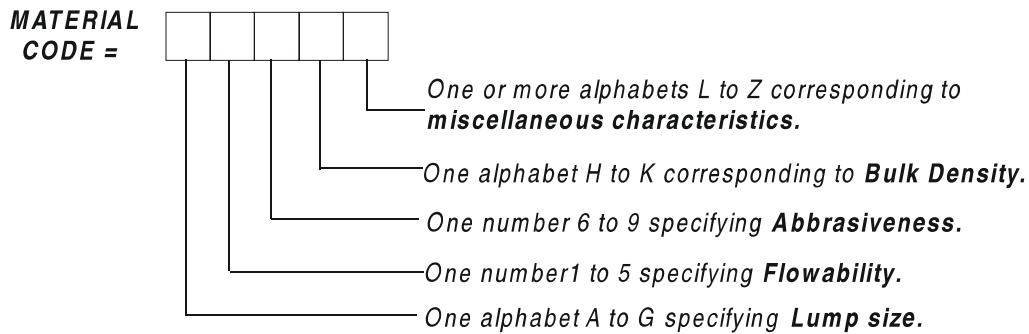 MATERIAL
CODE =
One or more alphabets L to Z corresponding to
miscellaneous characteristics.
One alphabet H to K corresponding to Bulk Density.
One number 6 to 9 specifying Abbrasiveness.
One number1 to 5 specifying Flowability.
One alphabet A to G specifying Lump size.